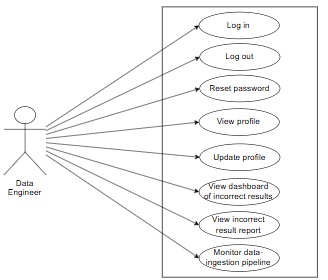 Log in
Log out
Reset password
View profile
Update profile
View dashboard
of incorrect results
View incorrect
result report
Monitor data-
ingestion pipeline
Data
Engineer